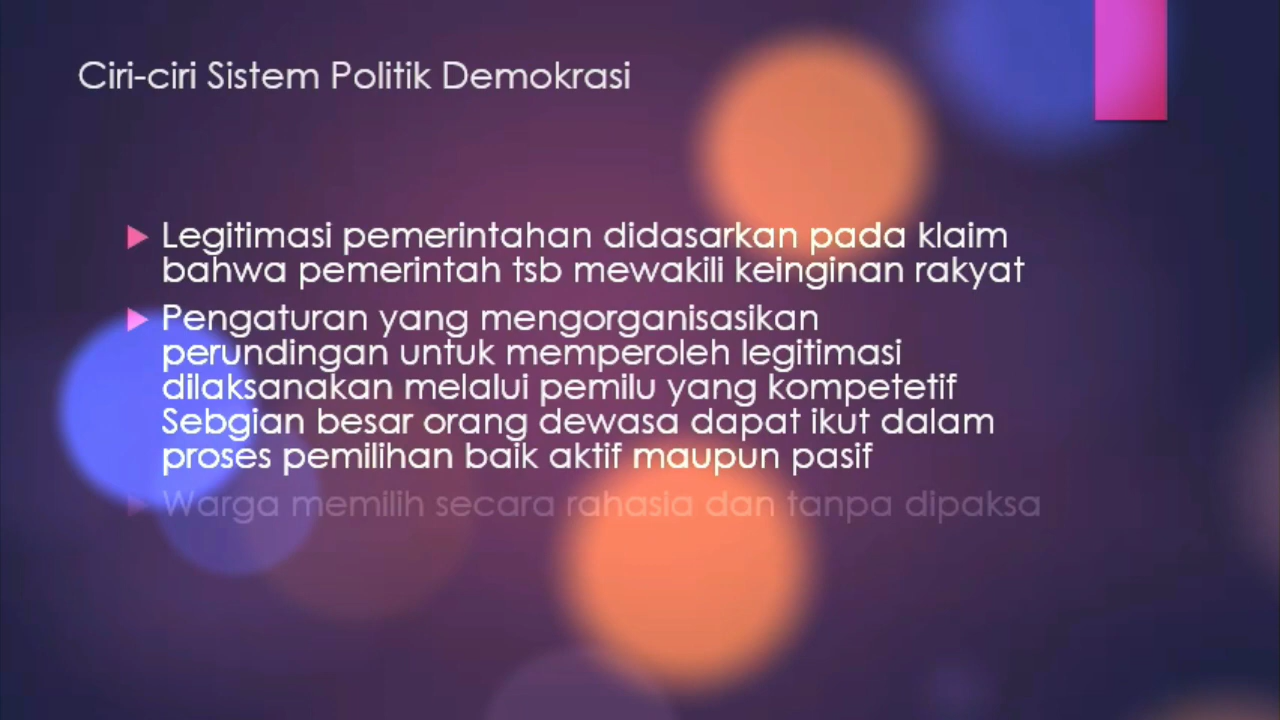 Ciri-ciri Sistem Politik Demokrasi
Legitimasi pemerintahan didasarkan pada klaim
bahwa pemerintah tsb mewakili keinginan rakyat
Pengaturan yang mengorganisasikan
perundingan untuk memperoleh legitimasi
dilaksanakan melalui pemilu yang kompetetif
Sebgian besar orang dewasa dapat ikut dalam
proses pemilihan baik aktif maupun pasif
Warga memilih secara rahasia dan tanpa dipaksa